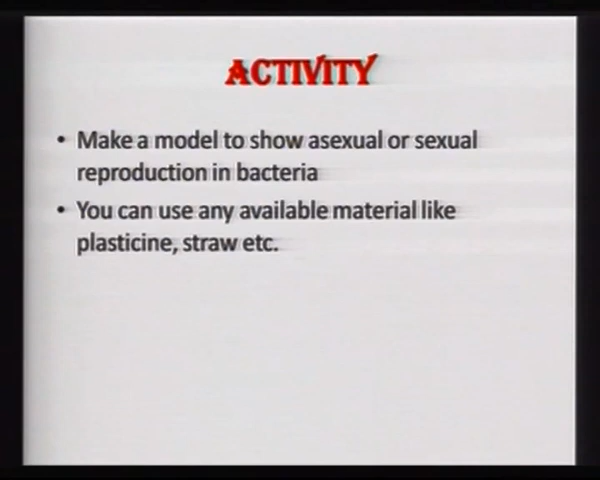 ACTIVITY
• Make a model to show asexual or sexual
reproduction in bacteria
• You can use any available material like
plasticine, straw etc.